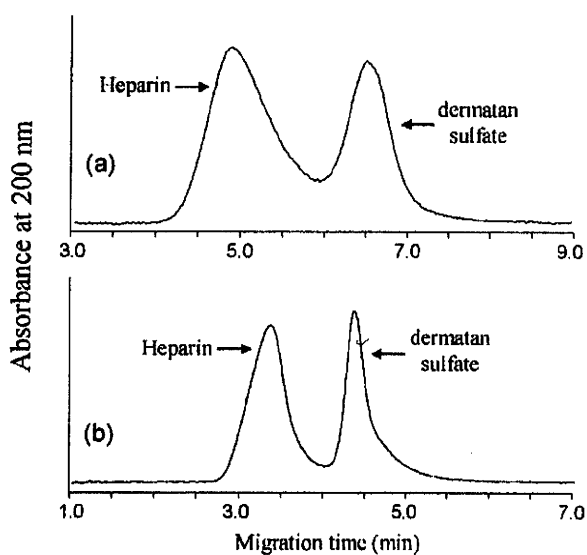 Absorbance at 200 nm
Heparin
dermatan
sulfate
(a)
3.0 5.0 7.0 9.0
Heparin
dermatan
sulfate
(b)
1.0 3.0 5.0 7.0
Migration time (min)